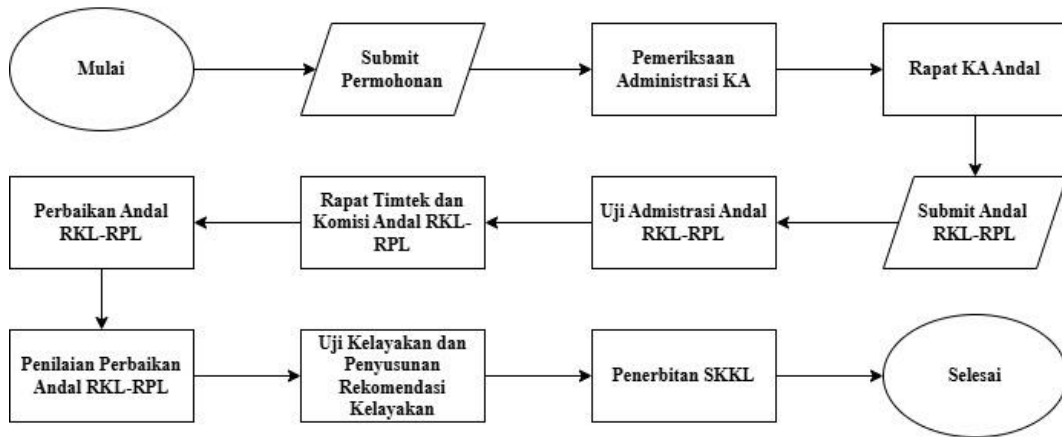 Mulai
Submit
Permohonan
Pemeriksaan
Administrasi KA
Rapat KA Andal
Submit Andal
RKL-RPL
Uji Admistrasi Andal
RKL-RPL
Rapat Timtek dan
Komisi Andal RKL-
RPL
Perbaikan Andal
RKL-RPL
Penilaian Perbaikan
Andal RKL-RPL
Uji Kelayakan dan
Penyusunan
Rekomendasi
Kelayakan
Penerbitan SKKL
Selesai